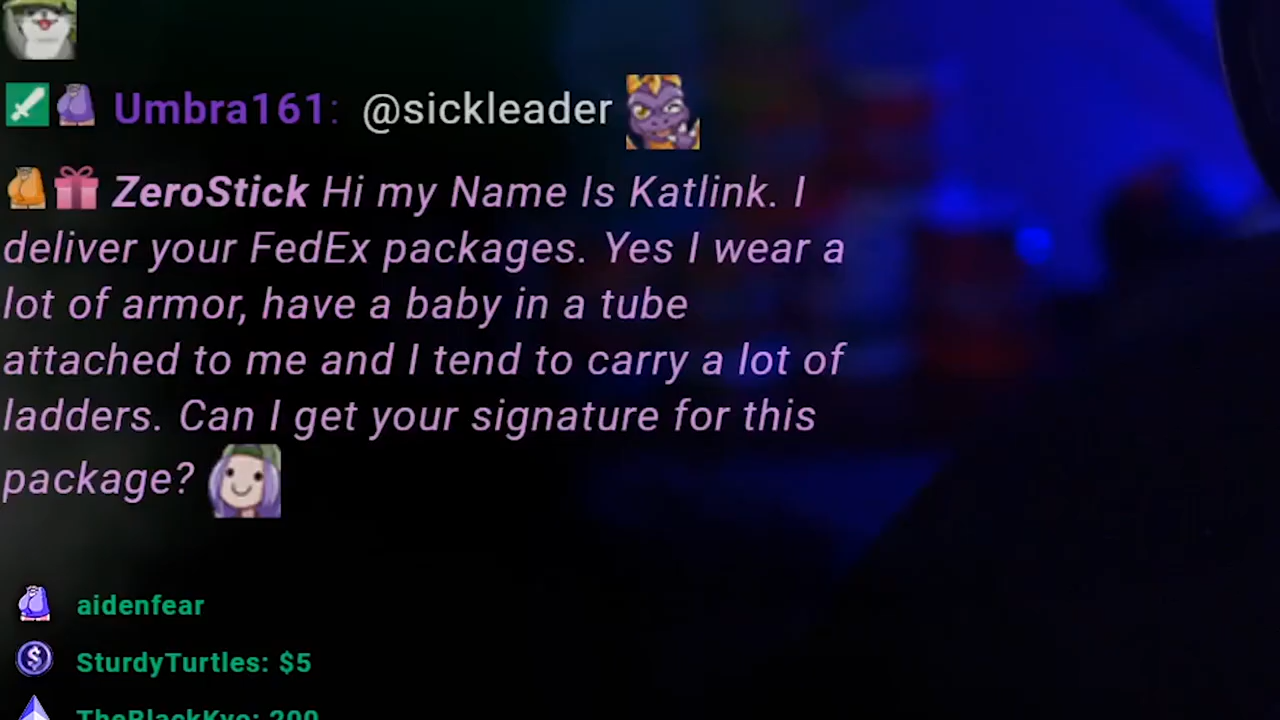 Umbra161: @sickleader
ZeroStick Hi my Name Is Katlink. I
deliver your FedEx packages. Yes I wear a
lot of armor, have a baby in a tube
attached to me and I tend to carry a lot of
ladders. Can I get your signature for this
package?
aidenfear
SturdyTurtles: $5
TheBlackKyo: 200